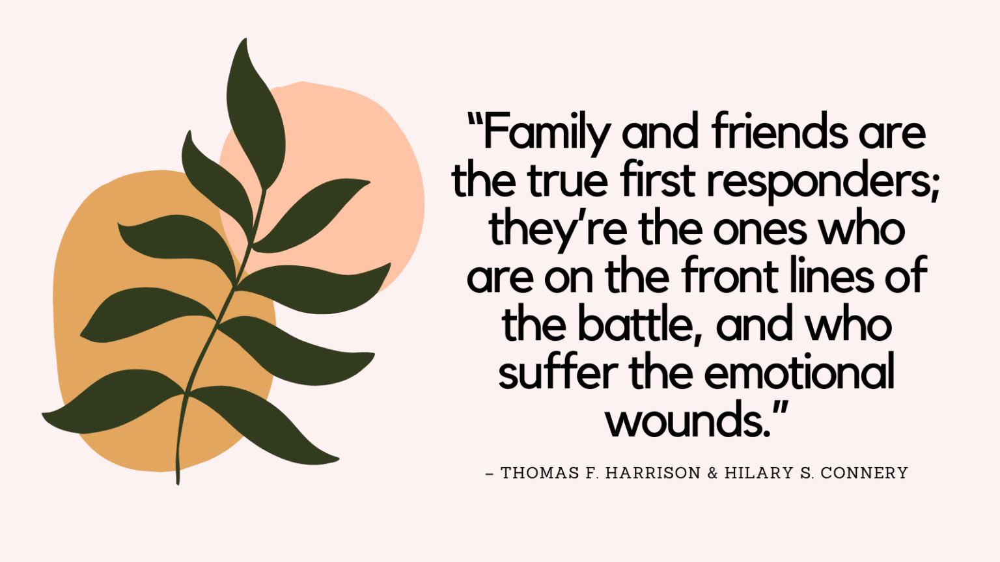 “Family and friends are
the true first responders;
they’re the ones who
are on the front lines of
the battle, and who
suffer the emotional
wounds.”
– THOMAS F. HARRISON & HILARY S. CONNERY